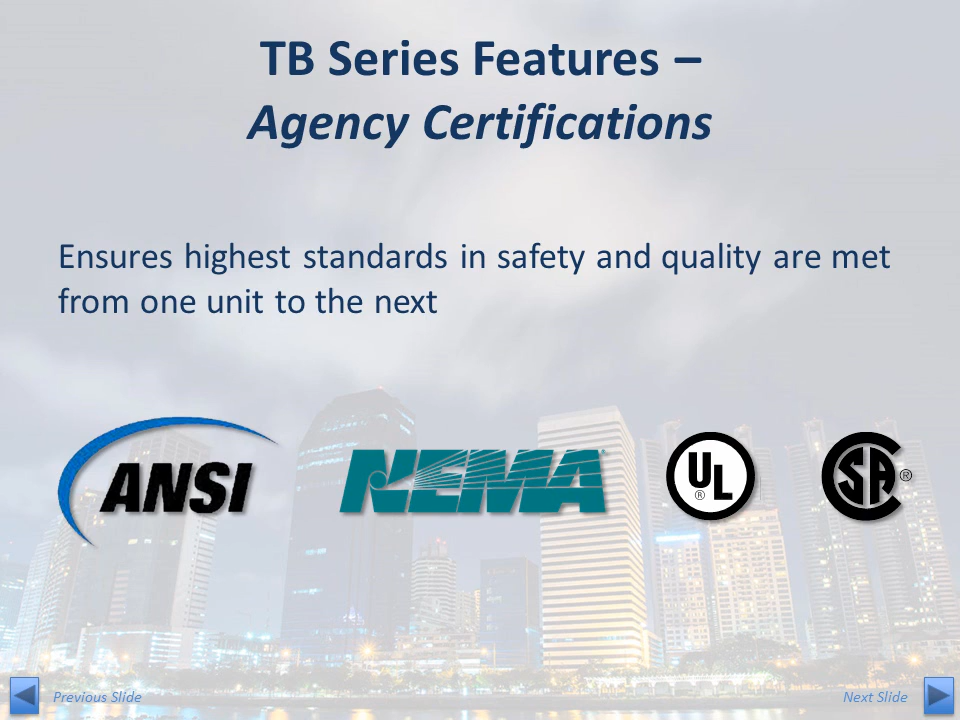 TB Series Features –
Agency Certifications
Ensures highest standards in safety and quality are met
from one unit to the next
ANSI
NEMA
UL
®
CSA
®
Previous Slide
Next Slide